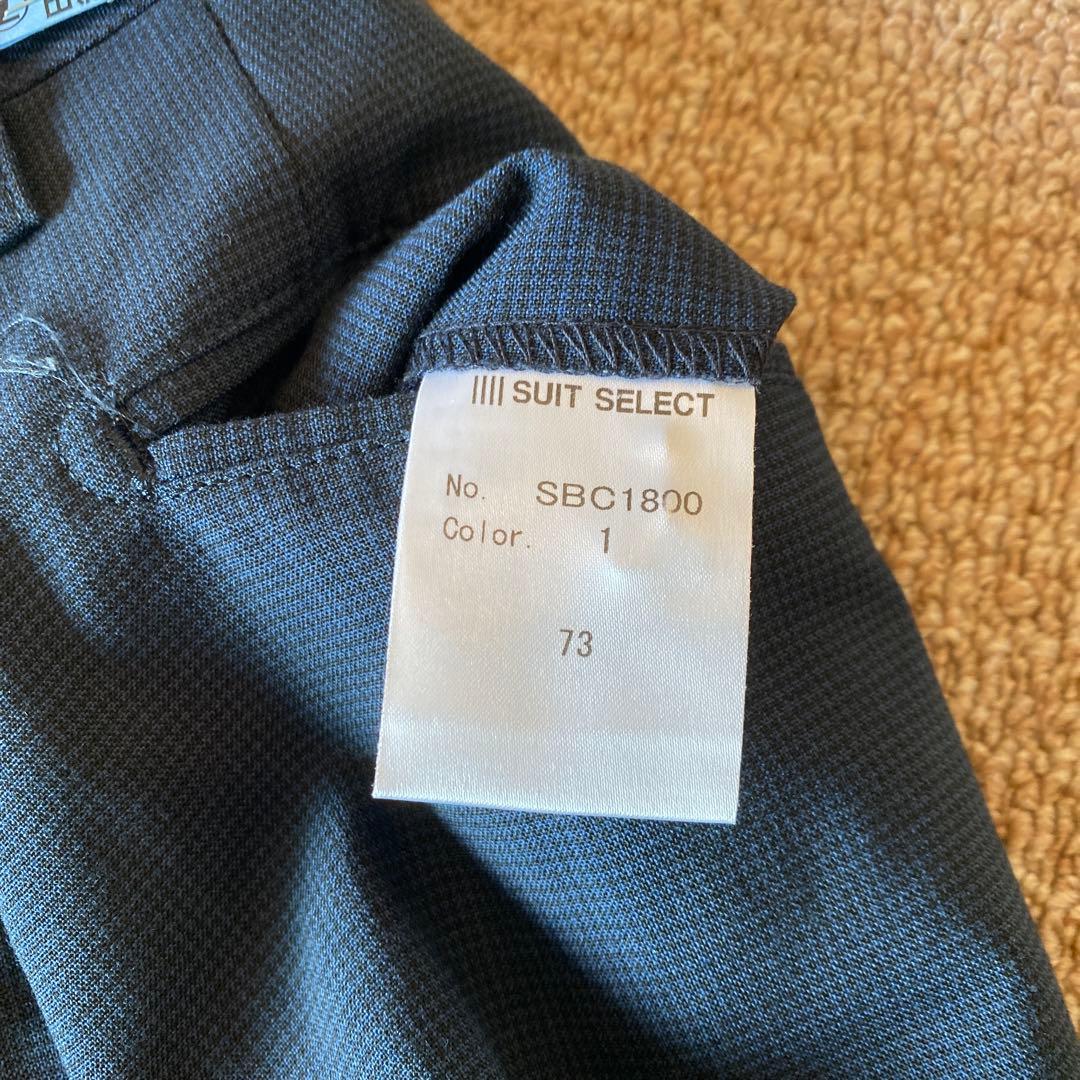 SUIT SELECT
No. SBC1800
Color. 1
73